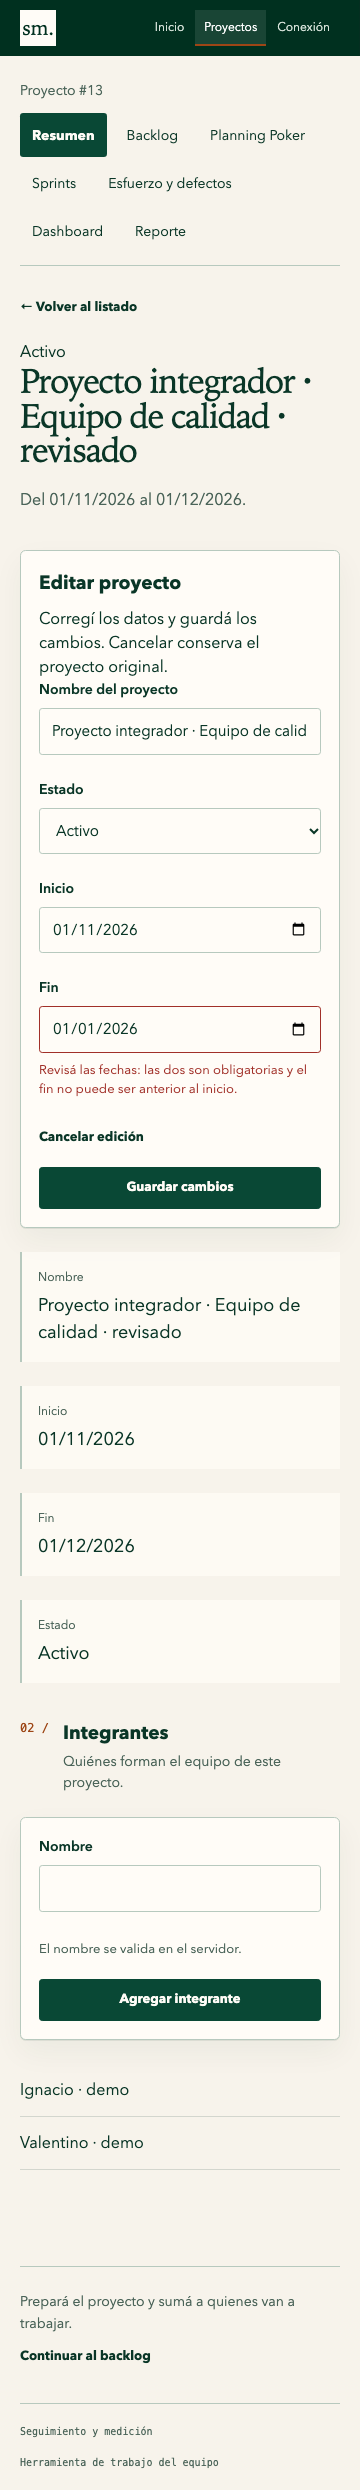 sm.
Inicio
Proyectos
Conexión
Proyecto #13
Resumen
Backlog
Planning Poker
Sprints
Esfuerzo y defectos
Dashboard
Reporte
← Volver al listado
Activo
Proyecto integrador ·
Equipo de calidad ·
revisado
Del 01/11/2026 al 01/12/2026.
Editar proyecto
Corregí los datos y guardá los
cambios. Cancelar conserva el
proyecto original.
Nombre del proyecto
Proyecto integrador · Equipo de calid
Estado
Activo
Inicio
01/11/2026
Fin
01/01/2026
Revisá las fechas: las dos son obligatorias y el
fin no puede ser anterior al inicio.
Cancelar edición
Guardar cambios
Nombre
Proyecto integrador · Equipo de
calidad · revisado
Inicio
01/11/2026
Fin
01/12/2026
Estado
Activo
02 /
Integrantes
Quiénes forman el equipo de este
proyecto.
Nombre
El nombre se valida en el servidor.
Agregar integrante
Ignacio · demo
Valentino · demo
Prepará el proyecto y sumá a quienes van a
trabajar.
Continuar al backlog
Seguimiento y medición
Herramienta de trabajo del equipo